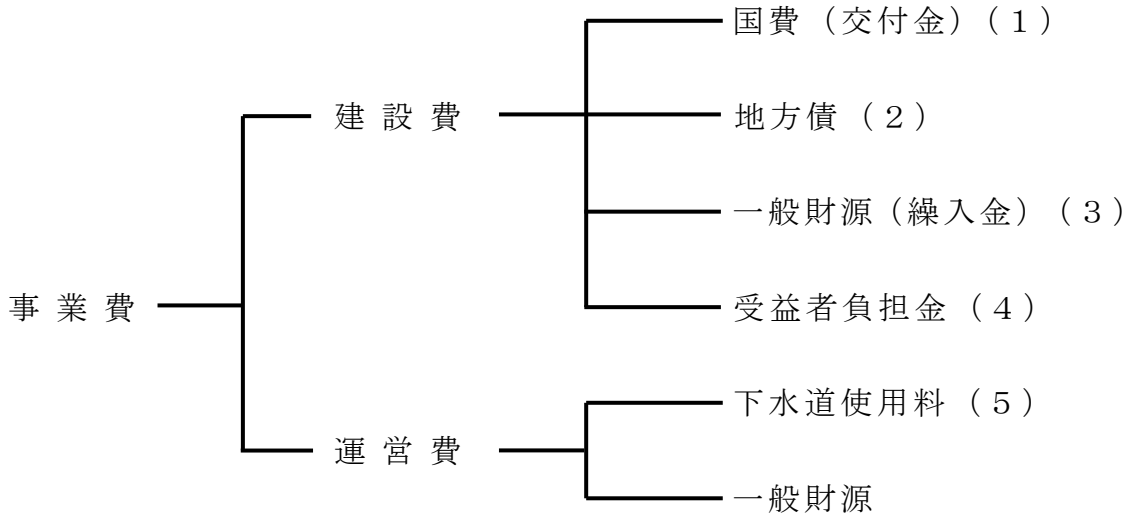 国費（交付金）（１）
建設費
地方債（２）
一般財源（繰入金）（３）
事業費
受益者負担金（４）
下水道使用料（５）
運営費
一般財源